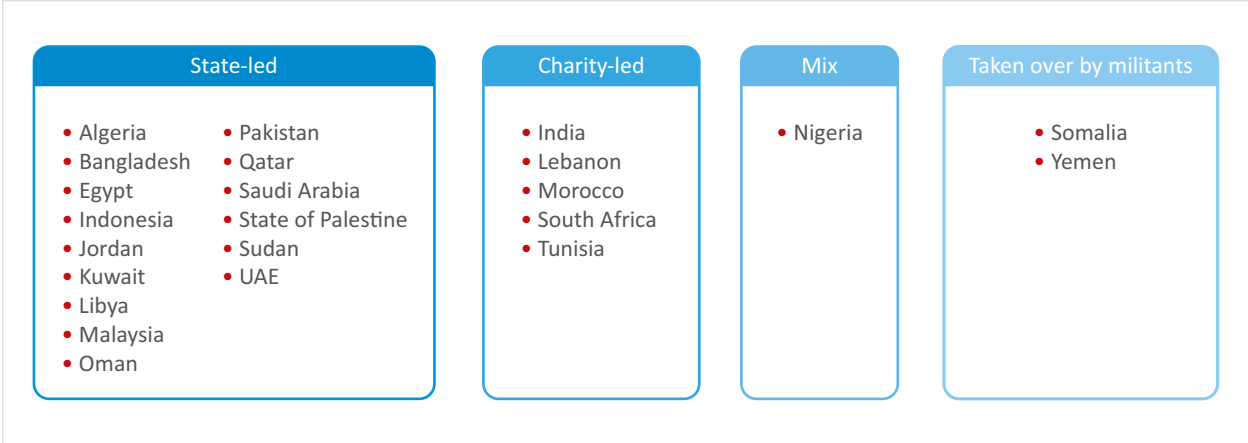 State-led
• Algeria
• Bangladesh
• Egypt
• Indonesia
• Jordan
• Kuwait
• Libya
• Malaysia
• Oman
• Pakistan
• Qatar
• Saudi Arabia
• State of Palestine
• Sudan
• UAE
Charity-led
• India
• Lebanon
• Morocco
• South Africa
• Tunisia
Mix
• Nigeria
Taken over by militants
• Somalia
• Yemen